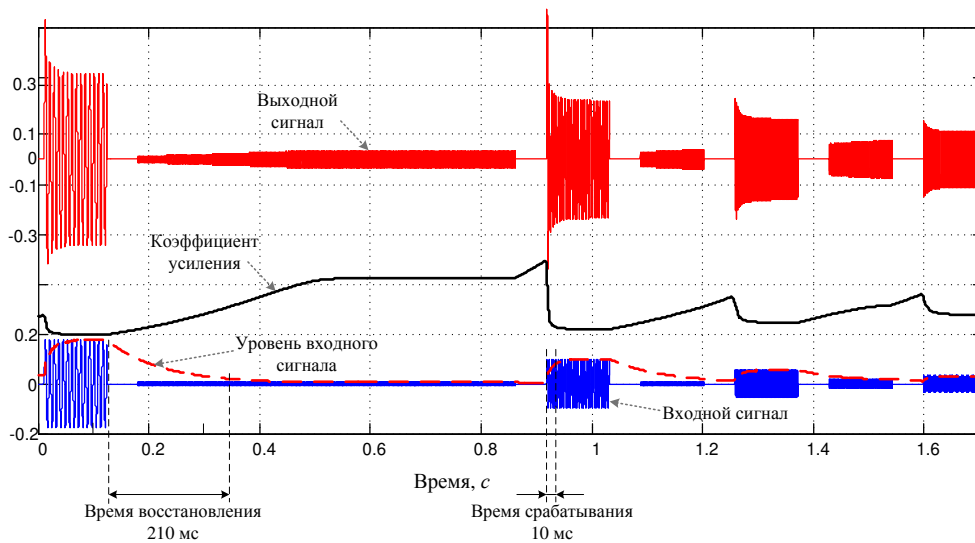 0.3
0.1
0
-0.1
-0.3
Выходной
сигнал
Коэффициент
усиления
0.2
0
-0.2
Уровень входного
сигнала
Входной сигнал
0 0.2 0.4 0.6 0.8 1 1.2 1.4 1.6
Время, с
Время восстановления
210 мс
Время срабатывания
10 мс